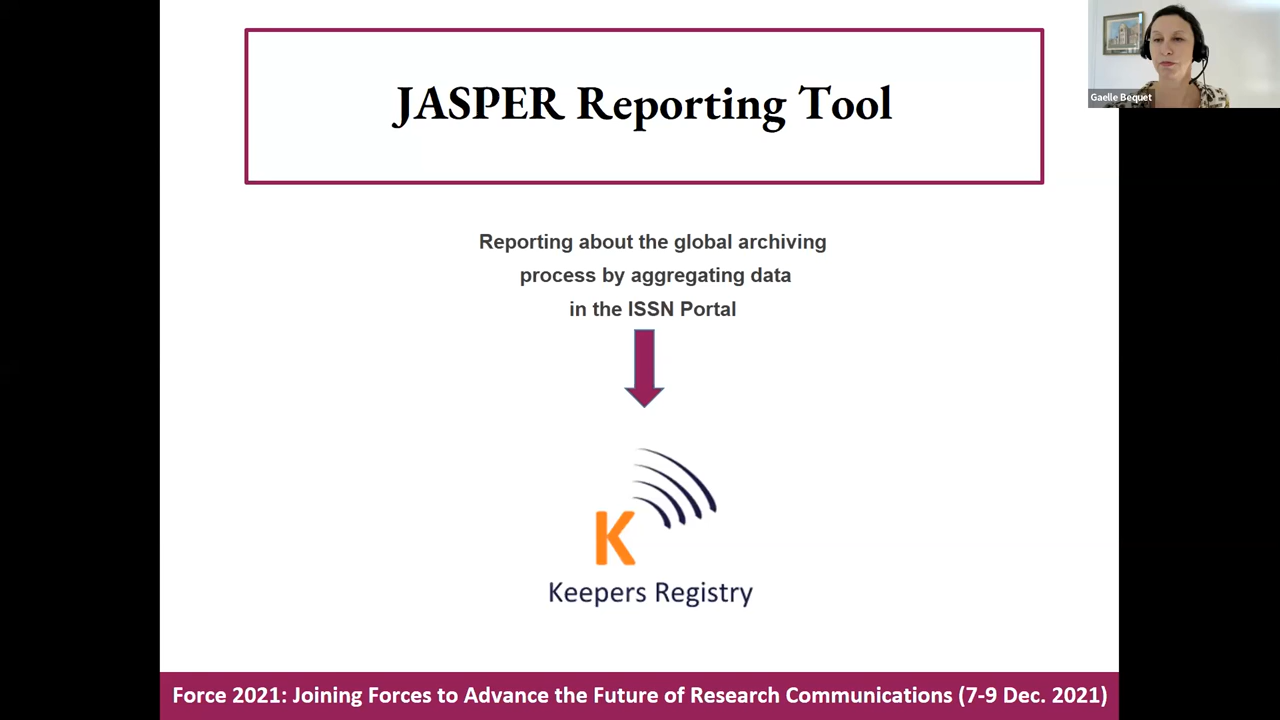 JASPER Reporting Tool
Gaelle Bequet
Reporting about the global archiving
process by aggregating data
in the ISSN Portal
K
Keepers Registry
Force 2021: Joining Forces to Advance the Future of Research Communications (7-9 Dec. 2021)